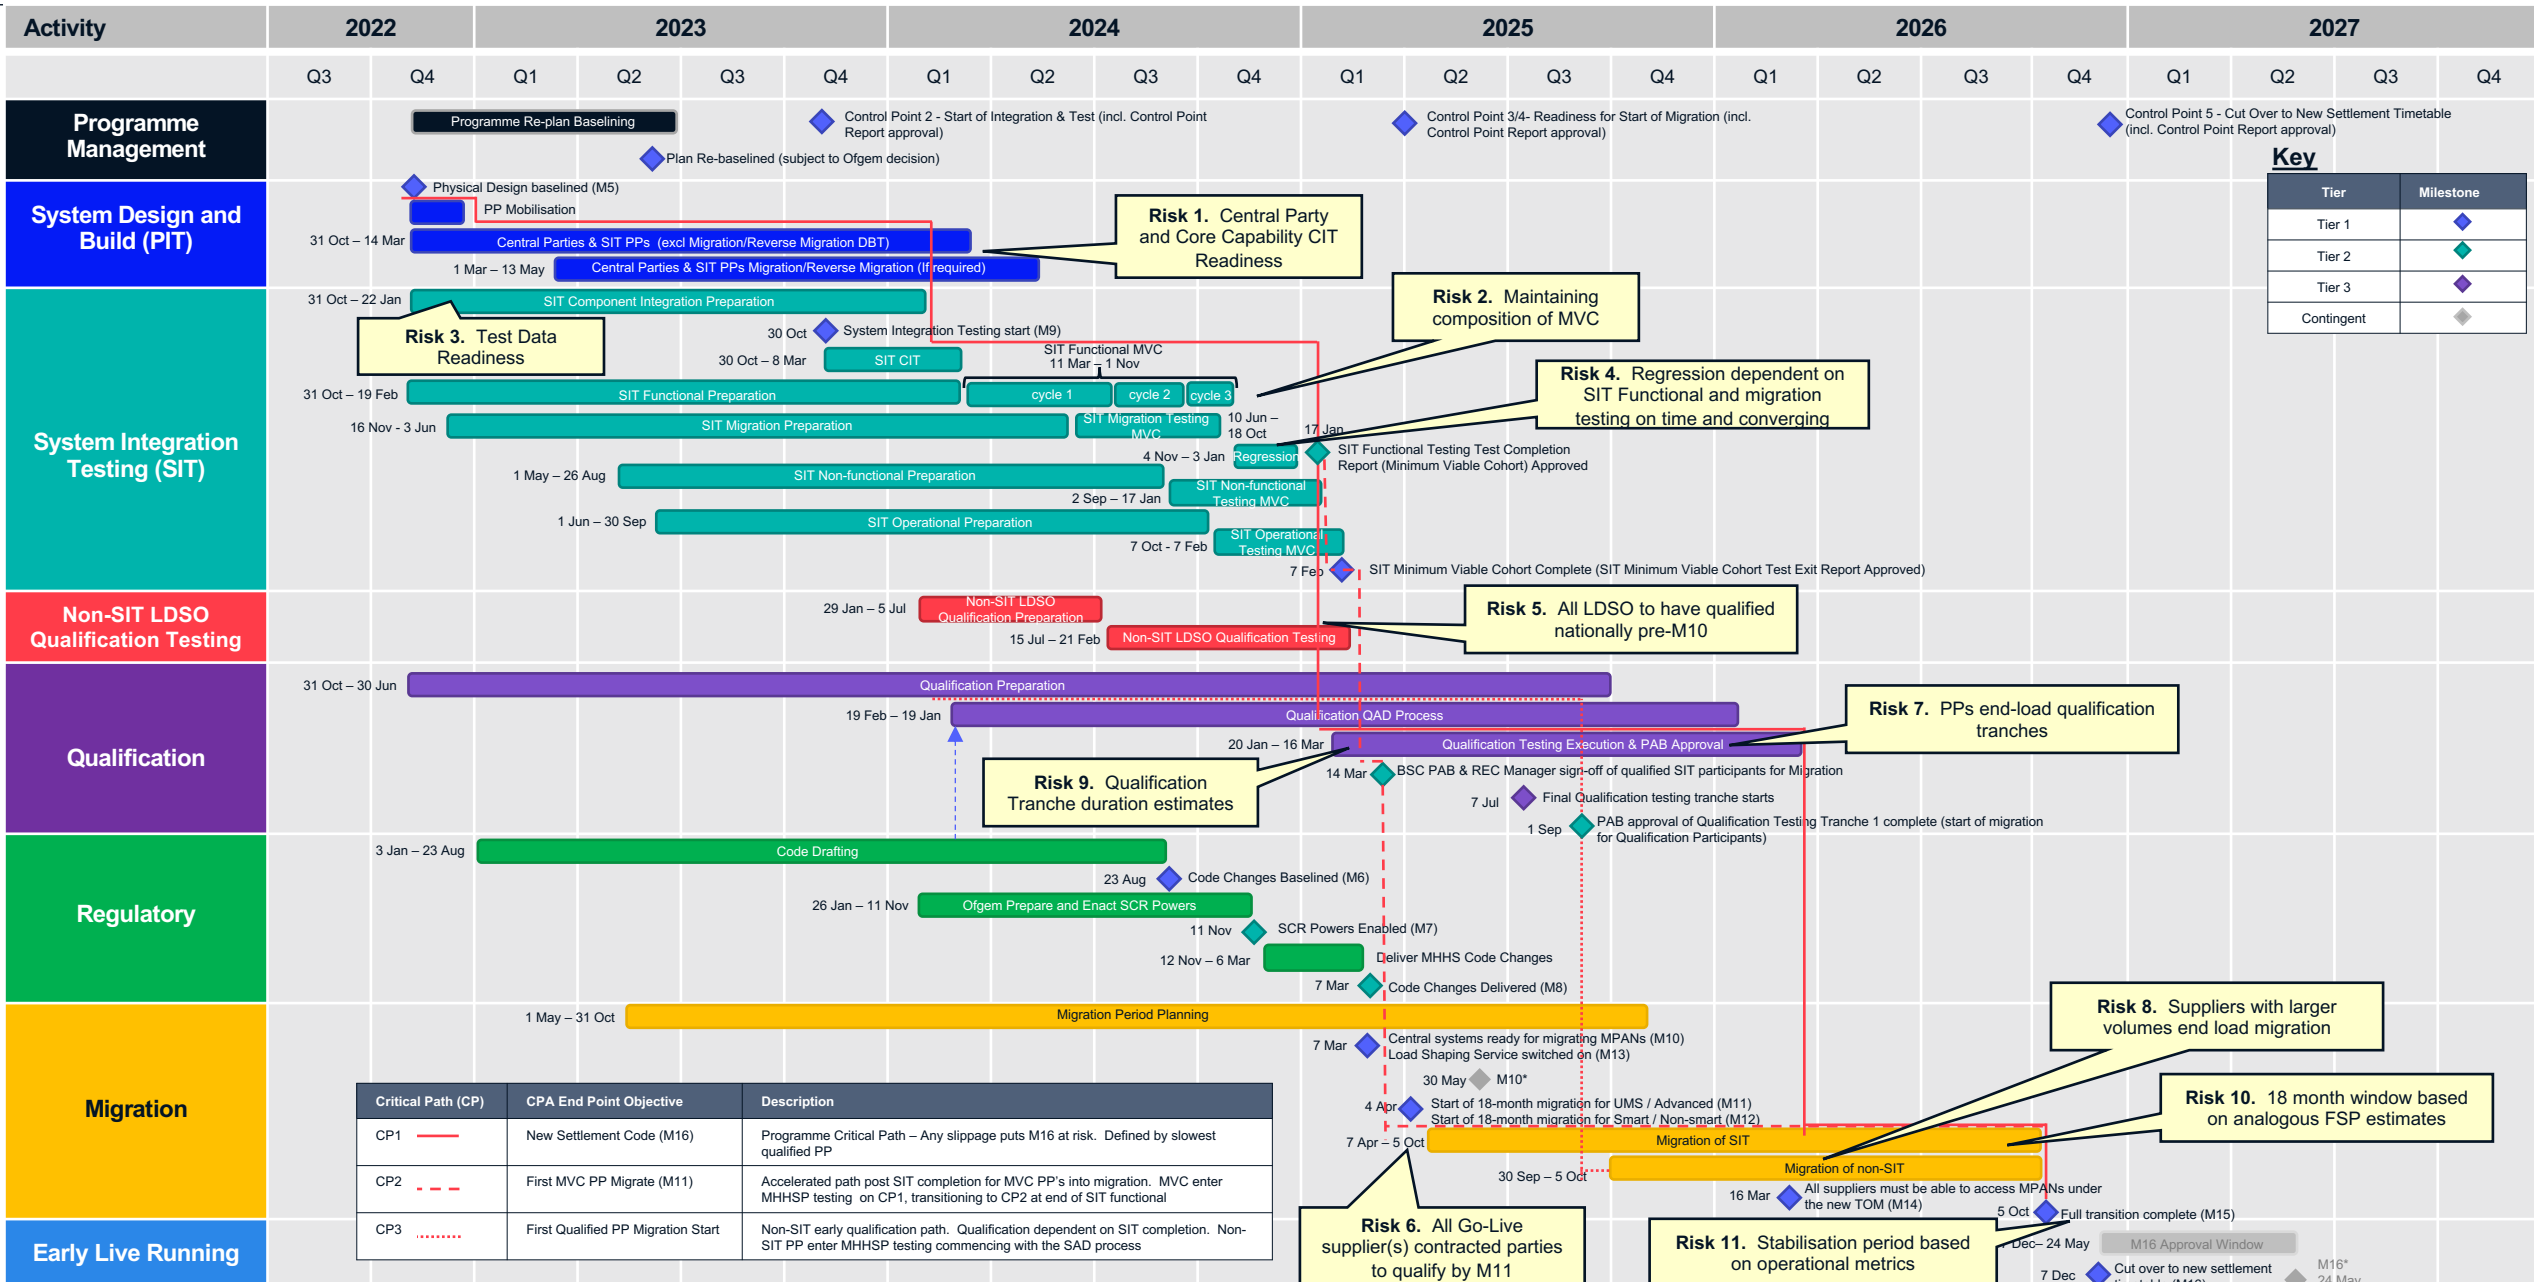 Activity
2022
2023
2024
2025
2026
2027
Q3
Q4
Q1
Q2
Q3
Q4
Q1
Q2
Q3
Q4
Q1
Q2
Q3
Q4
Q1
Q2
Q3
Q4
Q1
Q2
Q3
Q4
Programme
Management
Programme Re-plan Baselining
Control Point 2 - Start of Integration & Test (incl. Control Point
Report approval)
Control Point 3/4- Readiness for Start of Migration (incl.
Control Point Report approval)
Control Point 5 - Cut Over to New Settlement Timetable
(incl. Control Point Report approval)
Plan Re-baselined (subject to Ofgem decision)
Key
Tier
Milestone
Tier 1
Tier 2
Tier 3
Contingent
System Design and
Build (PIT)
Physical Design baselined (M5)
PP Mobilisation
31 Oct – 14 Mar
Central Parties & SIT PPs  (excl Migration/Reverse Migration DBT)
1 Mar – 13 May
Central Parties & SIT PPs Migration/Reverse Migration (If required)
Risk 1.  Central Party
and Core Capability CIT
Readiness
System Integration
Testing (SIT)
31 Oct – 22 Jan
SIT Component Integration Preparation
Risk 3.  Test Data
Readiness
30 Oct
System Integration Testing start (M9)
30 Oct – 8 Mar
SIT CIT
SIT Functional MVC
11 Mar – 1 Nov
Risk 2.  Maintaining
composition of MVC
31 Oct – 19 Feb
SIT Functional Preparation
cycle 1
cycle 2
cycle 3
Risk 4.  Regression dependent on
SIT Functional and migration
testing on time and converging
16 Nov - 3 Jun
SIT Migration Preparation
SIT Migration Testing
MVC
10 Jun –
18 Oct
17 Jan
4 Nov – 3 Jan
Regression
SIT Functional Testing Test Completion
Report (Minimum Viable Cohort) Approved
1 May – 26 Aug
SIT Non-functional Preparation
2 Sep – 17 Jan
SIT Non-functional
Testing MVC
1 Jun – 30 Sep
SIT Operational Preparation
7 Oct - 7 Feb
SIT Operational
Testing MVC
7 Feb
SIT Minimum Viable Cohort Complete (SIT Minimum Viable Cohort Test Exit Report Approved)
Non-SIT LDSO
Qualification Testing
29 Jan – 5 Jul
Non-SIT LDSO
Qualification Preparation
15 Jul – 21 Feb
Non-SIT LDSO Qualification Testing
Risk 5.  All LDSO to have qualified
nationally pre-M10
Qualification
31 Oct – 30 Jun
Qualification Preparation
19 Feb – 19 Jan
Qualification QAD Process
20 Jan – 16 Mar
Qualification Testing Execution & PAB Approval
Risk 7.  PPs end-load qualification
tranches
Risk 9.  Qualification
Tranche duration estimates
14 Mar
BSC PAB & REC Manager sign-off of qualified SIT participants for Migration
7 Jul
Final Qualification testing tranche starts
1 Sep
PAB approval of Qualification Testing Tranche 1 complete (start of migration
for Qualification Participants)
Regulatory
3 Jan – 23 Aug
Code Drafting
23 Aug
Code Changes Baselined (M6)
26 Jan – 11 Nov
Ofgem Prepare and Enact SCR Powers
11 Nov
SCR Powers Enabled (M7)
12 Nov – 6 Mar
Deliver MHHS Code Changes
7 Mar
Code Changes Delivered (M8)
Migration
1 May – 31 Oct
Migration Period Planning
7 Mar
Central systems ready for migrating MPANs (M10)
Load Shaping Service switched on (M13)
30 May
M10*
4 Apr
Start of 18-month migration for UMS / Advanced (M11)
Start of 18-month migration for Smart / Non-smart (M12)
7 Apr – 5 Oct
Migration of SIT
30 Sep – 5 Oct
Migration of non-SIT
16 Mar
All suppliers must be able to access MPANs under
the new TOM (M14)
5 Oct
Full transition complete (M15)
Risk 8.  Suppliers with larger
volumes end load migration
Risk 10.  18 month window based
on analogous FSP estimates
Critical Path (CP)
CPA End Point Objective
Description
CP1
New Settlement Code (M16)
Programme Critical Path – Any slippage puts M16 at risk.  Defined by slowest
qualified PP
CP2
First MVC PP Migrate (M11)
Accelerated path post SIT completion for MVC PP's into migration.  MVC enter
MHHSP testing  on CP1, transitioning to CP2 at end of SIT functional
CP3
First Qualified PP Migration Start
Non-SIT early qualification path.  Qualification dependent on SIT completion.  Non-
SIT PP enter MHHSP testing commencing with the SAD process
Early Live Running
Risk 6.  All Go-Live
supplier(s) contracted parties
to qualify by M11
Risk 11.  Stabilisation period based
on operational metrics
Dec– 24 May
M16 Approval Window
7 Dec
Cut over to new settlement
M16*
24 May